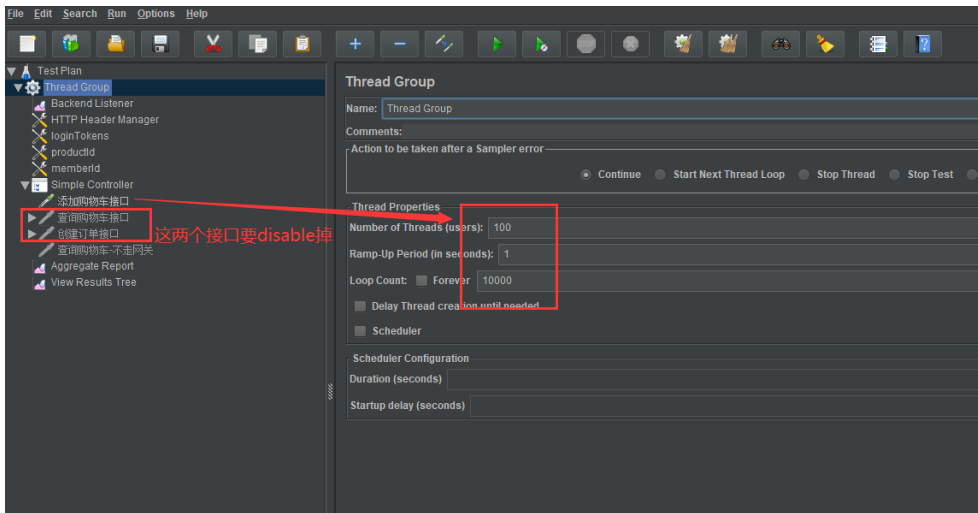 File Edit Search Run Options Help
Test Plan
Thread Group
Backend Listener
HTTP Header Manager
loginTokens
productId
memberId
Simple Controller
添加购物车接口
查询购物车接口
创建订单接口
查询购物车-不走网关
Aggregate Report
View Results Tree
这两个接口要disable掉
Thread Group
Name: Thread Group
Comments:
Action to be taken after a Sampler error
Continue Start Next Thread Loop Stop Thread Stop Test
Thread Properties
Number of Threads (users): 100
Ramp-Up Period (in seconds): 1
Loop Count: Forever 10000
Delay Thread creation until needed
Scheduler
Scheduler Configuration
Duration (seconds)
Startup delay (seconds)